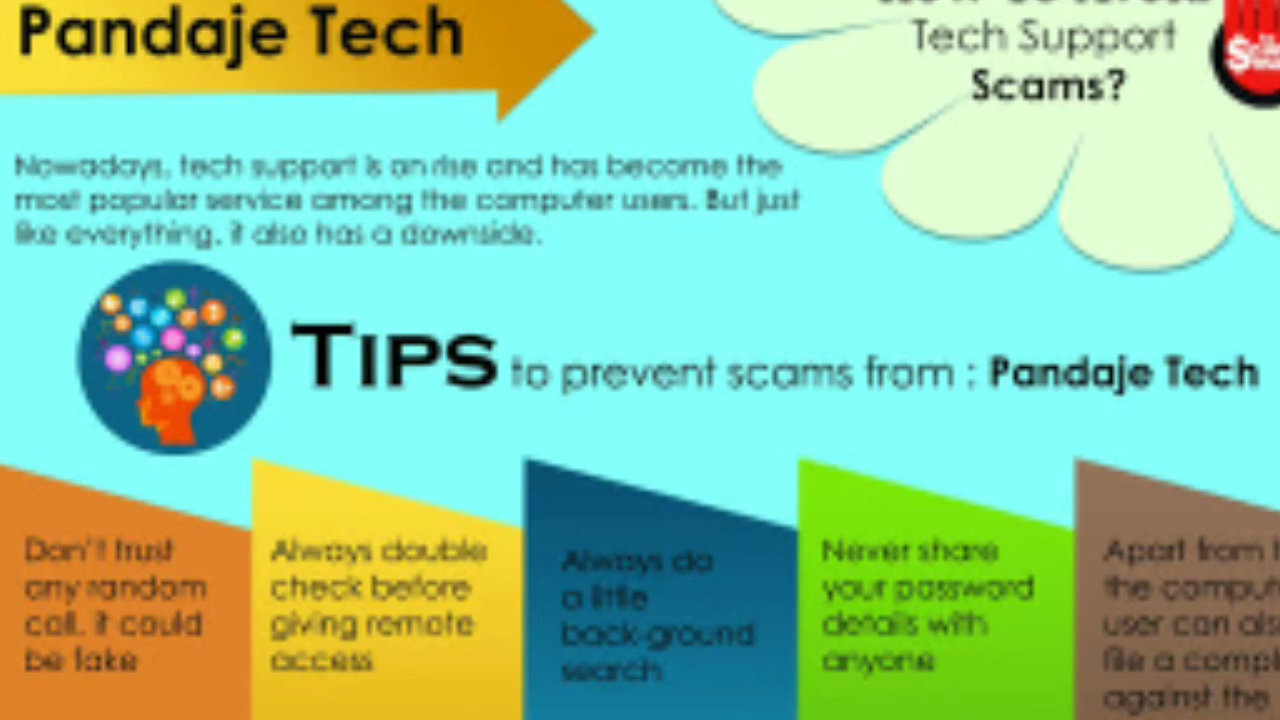 Pandaje Tech
Tech Support
Scams?
Nowadays, tech support is on rise and has become the
most popular service among the computer users. But just
like everything, it also has a downside.
TIPS to prevent scams from : Pandaje Tech
Don't trust
any random
call, it could
be fake
Always double
check before
giving remote
access
Always do
a little
back-ground
search
Never share
your password
details with
anyone
Apart from
the
user can
file a
against the